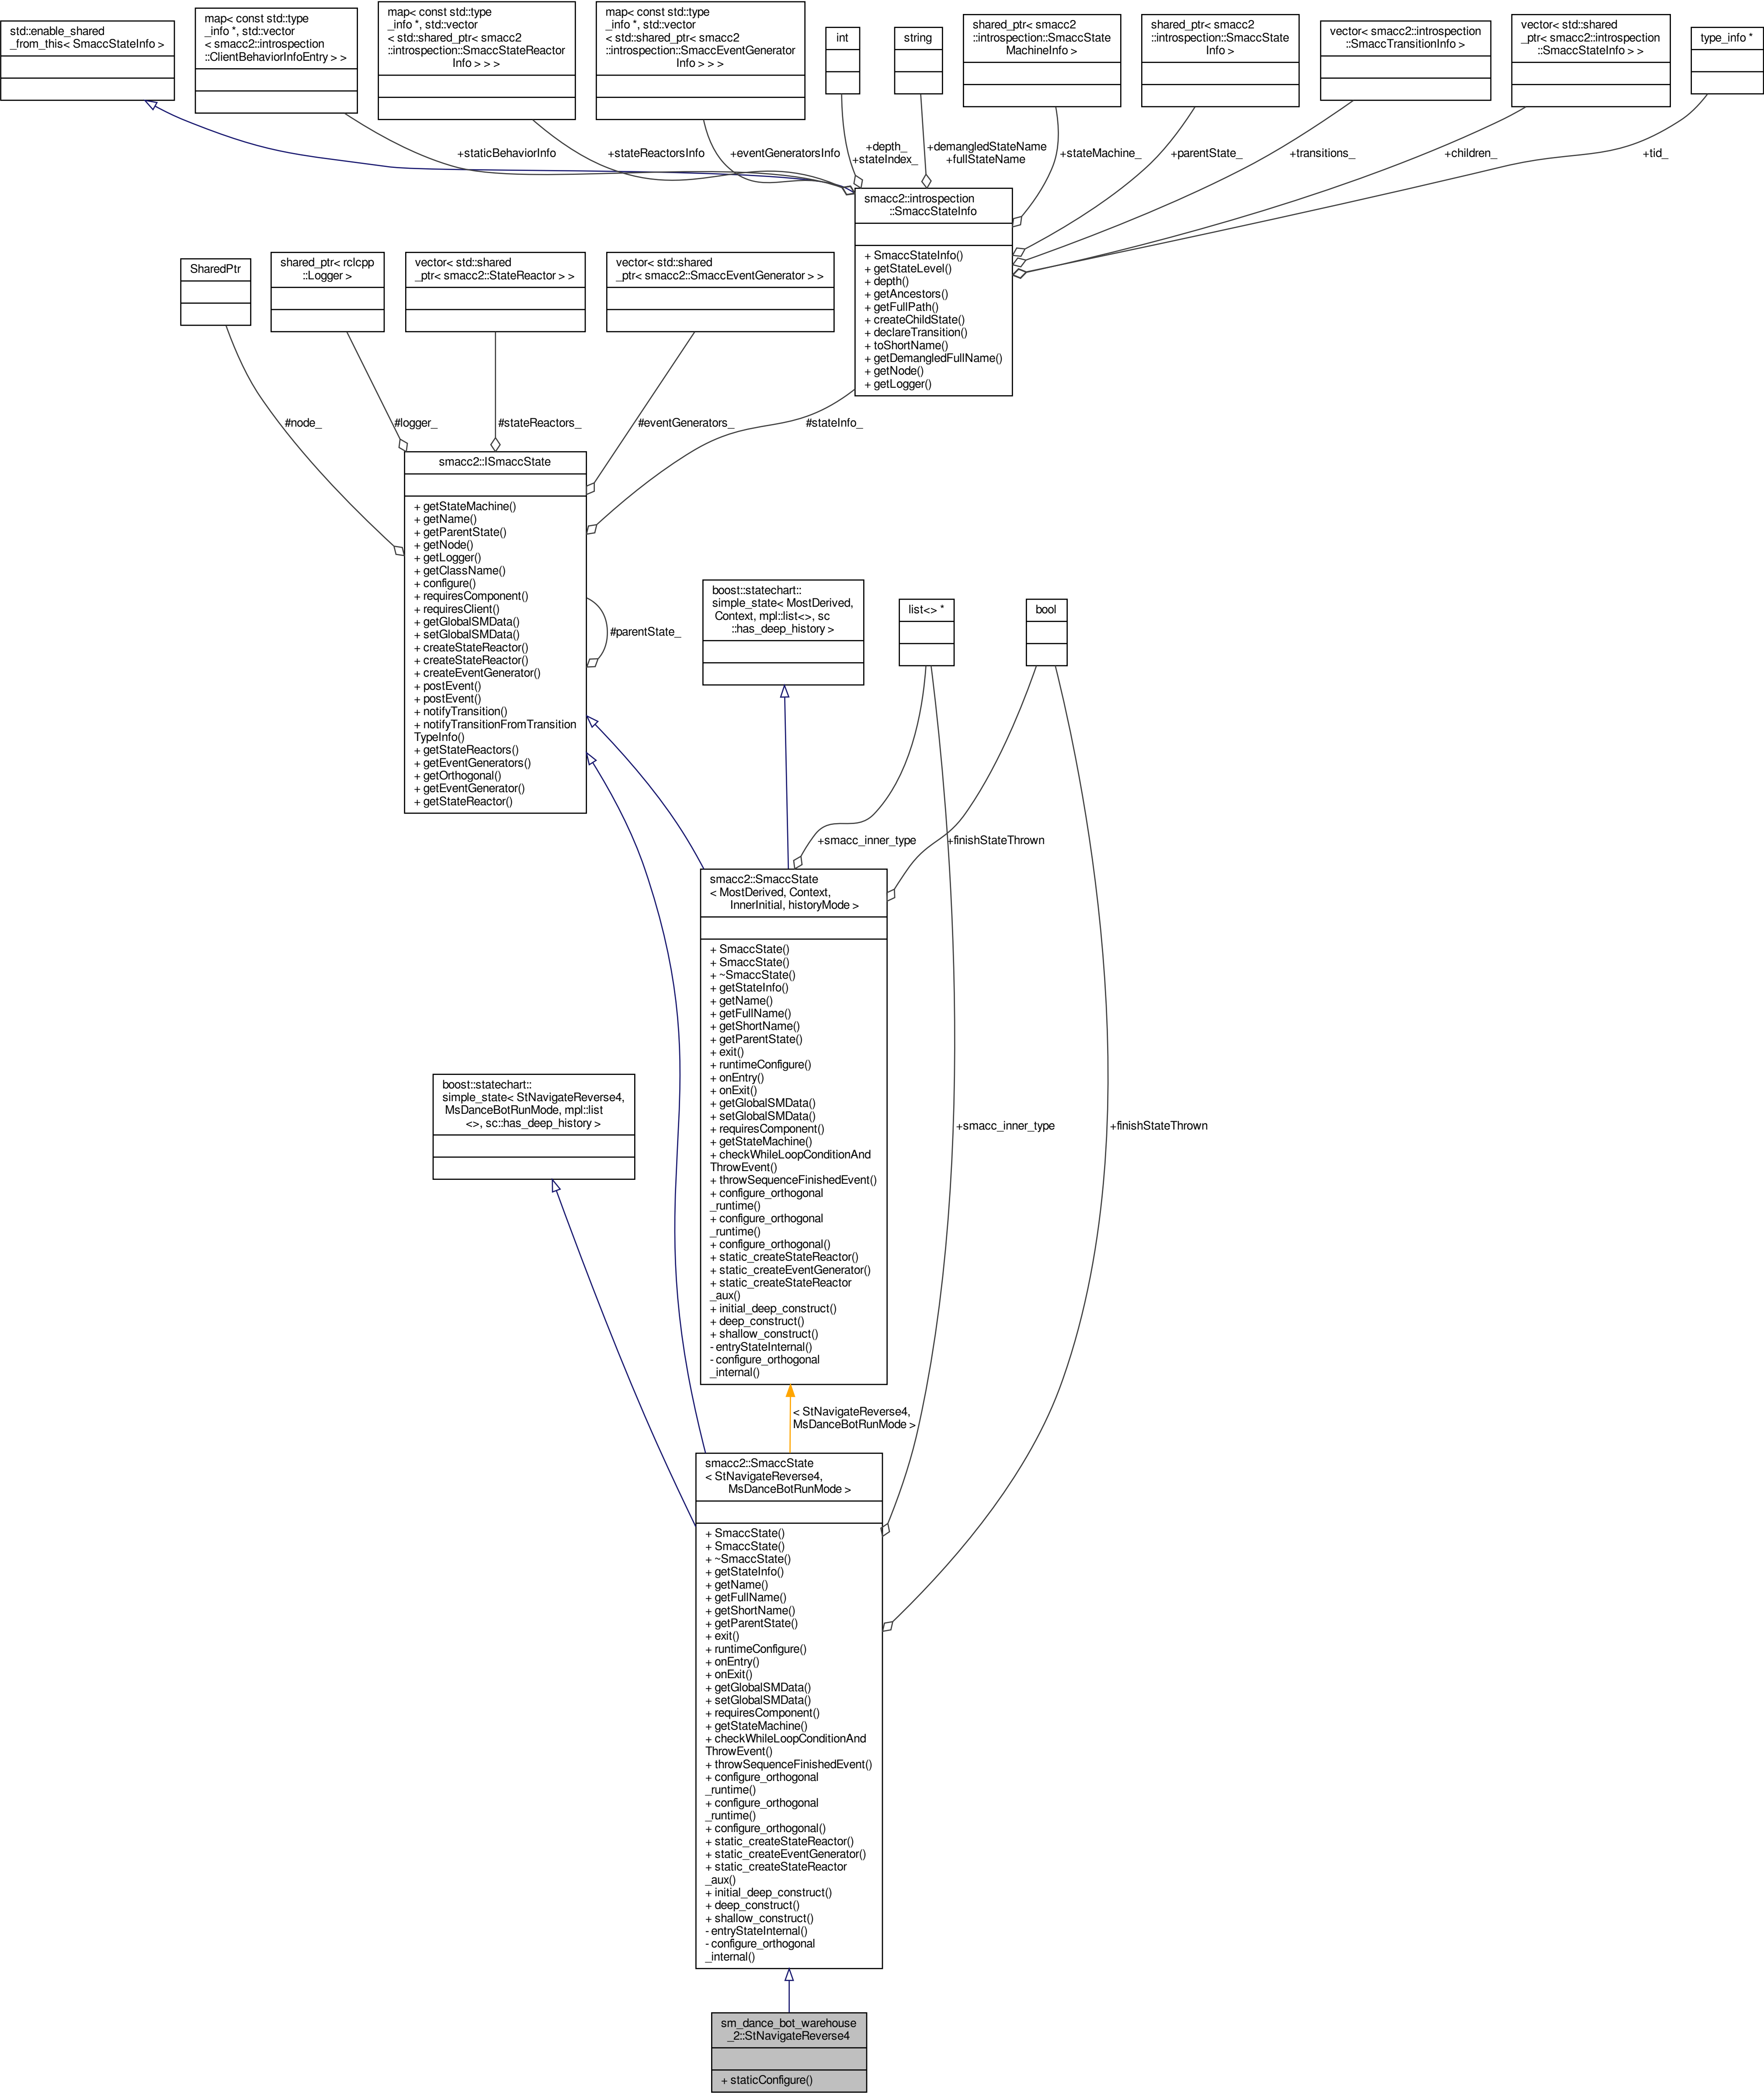 std::enable_shared
_from_this< SmaccStateInfo >
map< const std::type
_info *, std::vector
< smacc2::introspection
::ClientBehaviorInfoEntry > >
map< const std::type
_info *, std::vector
< std::shared_ptr< smacc2
::introspection::SmaccStateReactor
Info > > >
map< const std::type
_info *, std::vector
< std::shared_ptr< smacc2
::introspection::SmaccEventGenerator
Info > > >
int
string
shared_ptr< smacc2
::introspection::SmaccState
MachineInfo >
shared_ptr< smacc2
::introspection::SmaccState
Info >
vector< smacc2::introspection
::SmaccTransitionInfo >
vector< std::shared
_ptr< smacc2::introspection
::SmaccStateInfo > >
type_info *
+staticBehaviorInfo
+stateReactorsInfo
+eventGeneratorsInfo
+depth_
+stateIndex_
+demangledStateName
+fullStateName
+stateMachine_
+parentState_
+transitions_
+children_
+tid_
smacc2::introspection
::SmaccStateInfo
+ SmaccStateInfo()
+ getStateLevel()
+ depth()
+ getAncestors()
+ getFullPath()
+ createChildState()
+ declareTransition()
+ toShortName()
+ getDemangledFullName()
+ getNode()
+ getLogger()
SharedPtr
shared_ptr< rclcpp
::Logger >
vector< std::shared
_ptr< smacc2::StateReactor > >
vector< std::shared
_ptr< smacc2::SmaccEventGenerator > >
#node_
#logger_
#stateReactors_
#eventGenerators_
#stateInfo_
smacc2::ISmaccState
+ getStateMachine()
+ getName()
+ getParentState()
+ getNode()
+ getLogger()
+ getClassName()
+ configure()
+ requiresComponent()
+ requiresClient()
+ getGlobalSMData()
+ setGlobalSMData()
+ createStateReactor()
+ createStateReactor()
+ createEventGenerator()
+ postEvent()
+ postEvent()
+ notifyTransition()
+ notifyTransitionFromTransition
TypeInfo()
+ getStateReactors()
+ getEventGenerators()
+ getOrthogonal()
+ getEventGenerator()
+ getStateReactor()
#parentState_
boost::statechart::
simple_state< MostDerived,
Context, mpl::list<>, sc
::has_deep_history >
list<> *
bool
+smacc_inner_type
+finishStateThrown
smacc2::SmaccState
< MostDerived, Context,
InnerInitial, historyMode >
+ SmaccState()
+ SmaccState()
+ ~SmaccState()
+ getStateInfo()
+ getName()
+ getFullName()
+ getShortName()
+ getParentState()
+ exit()
+ runtimeConfigure()
+ onEntry()
+ onExit()
+ getGlobalSMData()
+ setGlobalSMData()
+ requiresComponent()
+ getStateMachine()
+ checkWhileLoopConditionAnd
ThrowEvent()
+ throwSequenceFinishedEvent()
+ configure_orthogonal
_runtime()
+ configure_orthogonal
_runtime()
+ configure_orthogonal()
+ static_createStateReactor()
+ static_createEventGenerator()
+ static_createStateReactor
_aux()
+ initial_deep_construct()
+ deep_construct()
+ shallow_construct()
- entryStateInternal()
- configure_orthogonal
_internal()
boost::statechart::
simple_state< StNavigateReverse4,
MsDanceBotRunMode, mpl::list
<>, sc::has_deep_history >
+smacc_inner_type
+finishStateThrown
< StNavigateReverse4,
MsDanceBotRunMode >
smacc2::SmaccState
< StNavigateReverse4,
MsDanceBotRunMode >
+ SmaccState()
+ SmaccState()
+ ~SmaccState()
+ getStateInfo()
+ getName()
+ getFullName()
+ getShortName()
+ getParentState()
+ exit()
+ runtimeConfigure()
+ onEntry()
+ onExit()
+ getGlobalSMData()
+ setGlobalSMData()
+ requiresComponent()
+ getStateMachine()
+ checkWhileLoopConditionAnd
ThrowEvent()
+ throwSequenceFinishedEvent()
+ configure_orthogonal
_runtime()
+ configure_orthogonal
_runtime()
+ configure_orthogonal()
+ static_createStateReactor()
+ static_createEventGenerator()
+ static_createStateReactor
_aux()
+ initial_deep_construct()
+ deep_construct()
+ shallow_construct()
- entryStateInternal()
- configure_orthogonal
_internal()
sm_dance_bot_warehouse
_2::StNavigateReverse4
+ staticConfigure()